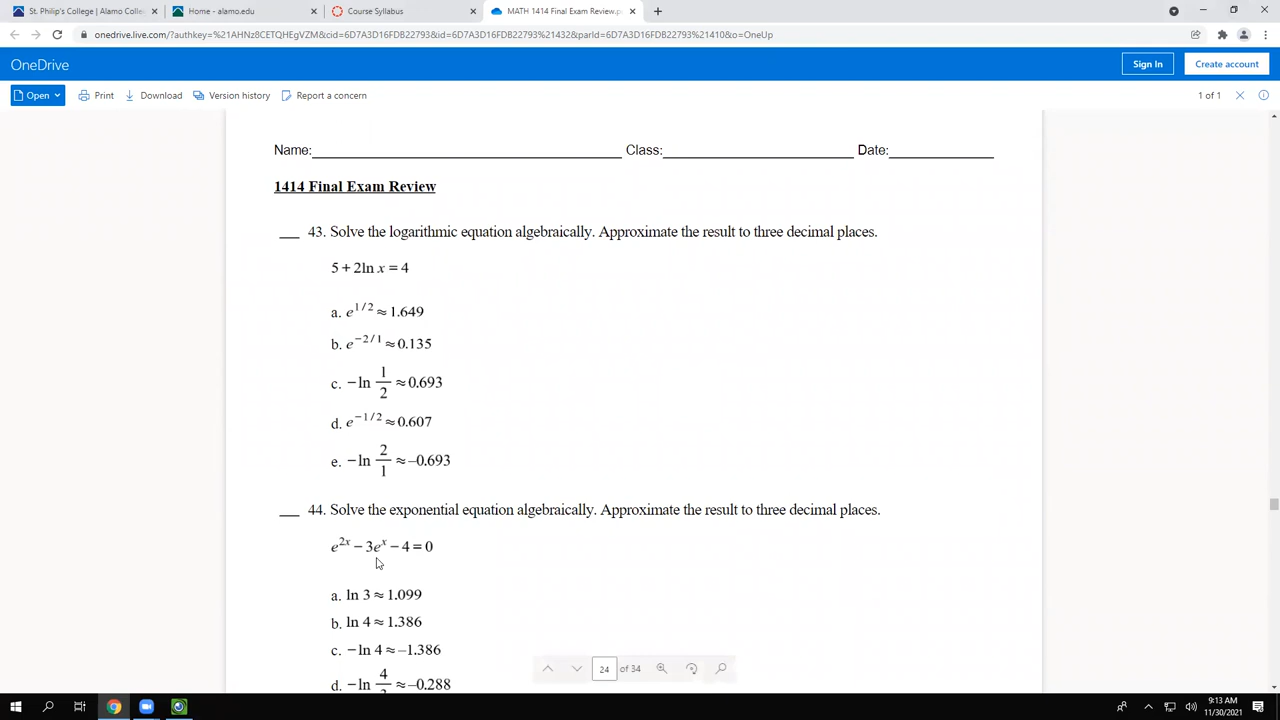 St. Philip's College | Alamo Colle
Home - alamo.edu
Course Syllabus
MATH 1414 Final Exam Review.p
onedrive.live.com/?authkey=%21AHNz8CETQHEgVZM&cid=6D7A3D16FDB22793&id=6D7A3D16FDB22793%21432&parId=6D7A3D16FDB22793%21410&o=OneUp
OneDrive
Sign In
Create account
Open
Print
Download
Version history
Report a concern
1 of 1
Name: Class: Date:
1414 Final Exam Review
43. Solve the logarithmic equation algebraically. Approximate the result to three decimal places.
5 + 2ln x = 4
a. e^{1/2} ≈ 1.649
b. e^{-2/1} ≈ 0.135
c. −ln 1/2 ≈ 0.693
d. e^{-1/2} ≈ 0.607
e. −ln 2/1 ≈ −0.693
44. Solve the exponential equation algebraically. Approximate the result to three decimal places.
e^{2x} − 3e^{x} − 4 = 0
a. ln 3 ≈ 1.099
b. ln 4 ≈ 1.386
c. −ln 4 ≈ −1.386
d. −ln 4/3 ≈ −0.288
24 of 34
9:13 AM
11/30/2021